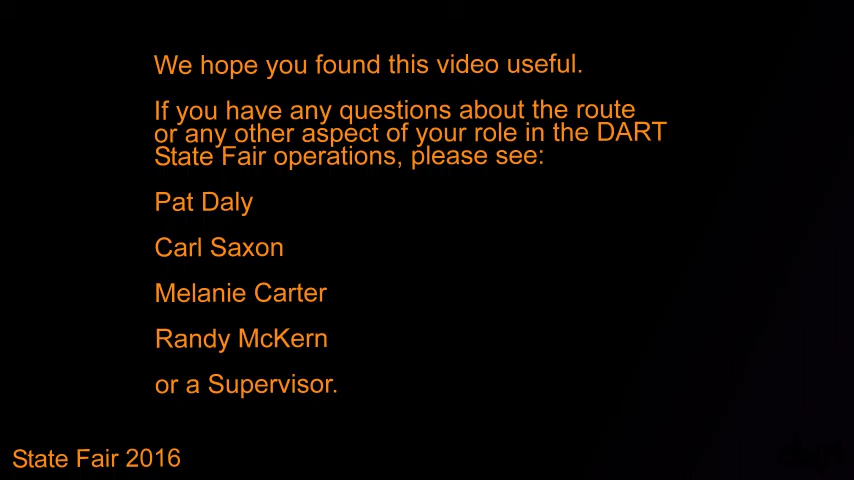 We hope you found this video useful.
If you have any questions about the route
or any other aspect of your role in the DART
State Fair operations, please see:
Pat Daly
Carl Saxon
Melanie Carter
Randy McKern
or a Supervisor.
State Fair 2016